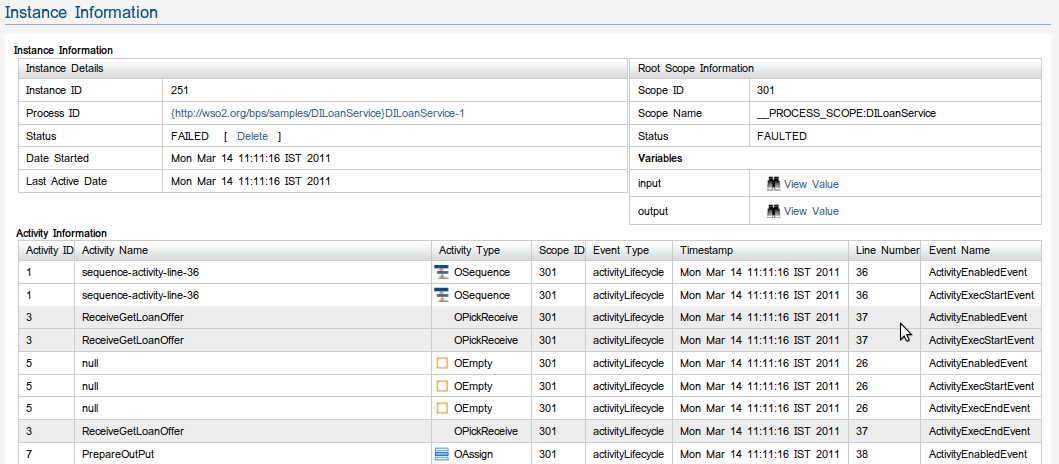 Instance Information
Instance Information
Instance Details
Instance ID 251
Process ID {http://wso2.org/bps/samples/DILoanService}DILoanService-1
Status FAILED [ Delete ]
Date Started Mon Mar 14 11:11:16 IST 2011
Last Active Date Mon Mar 14 11:11:16 IST 2011
Root Scope Information
Scope ID 301
Scope Name __PROCESS_SCOPE:DILoanService
Status FAULTED
Variables
input View Value
output View Value
Activity Information
Activity ID Activity Name Activity Type Scope ID Event Type Timestamp Line Number Event Name
1 sequence-activity-line-36 OSequence 301 activityLifecycle Mon Mar 14 11:11:16 IST 2011 36 ActivityEnabledEvent
1 sequence-activity-line-36 OSequence 301 activityLifecycle Mon Mar 14 11:11:16 IST 2011 36 ActivityExecStartEvent
3 ReceiveGetLoanOffer OPickReceive 301 activityLifecycle Mon Mar 14 11:11:16 IST 2011 37 ActivityEnabledEvent
3 ReceiveGetLoanOffer OPickReceive 301 activityLifecycle Mon Mar 14 11:11:16 IST 2011 37 ActivityExecStartEvent
5 null OEmpty 301 activityLifecycle Mon Mar 14 11:11:16 IST 2011 26 ActivityEnabledEvent
5 null OEmpty 301 activityLifecycle Mon Mar 14 11:11:16 IST 2011 26 ActivityExecStartEvent
5 null OEmpty 301 activityLifecycle Mon Mar 14 11:11:16 IST 2011 26 ActivityExecEndEvent
3 ReceiveGetLoanOffer OPickReceive 301 activityLifecycle Mon Mar 14 11:11:16 IST 2011 37 ActivityExecEndEvent
7 PrepareOutPut OAssign 301 activityLifecycle Mon Mar 14 11:11:16 IST 2011 38 ActivityEnabledEvent